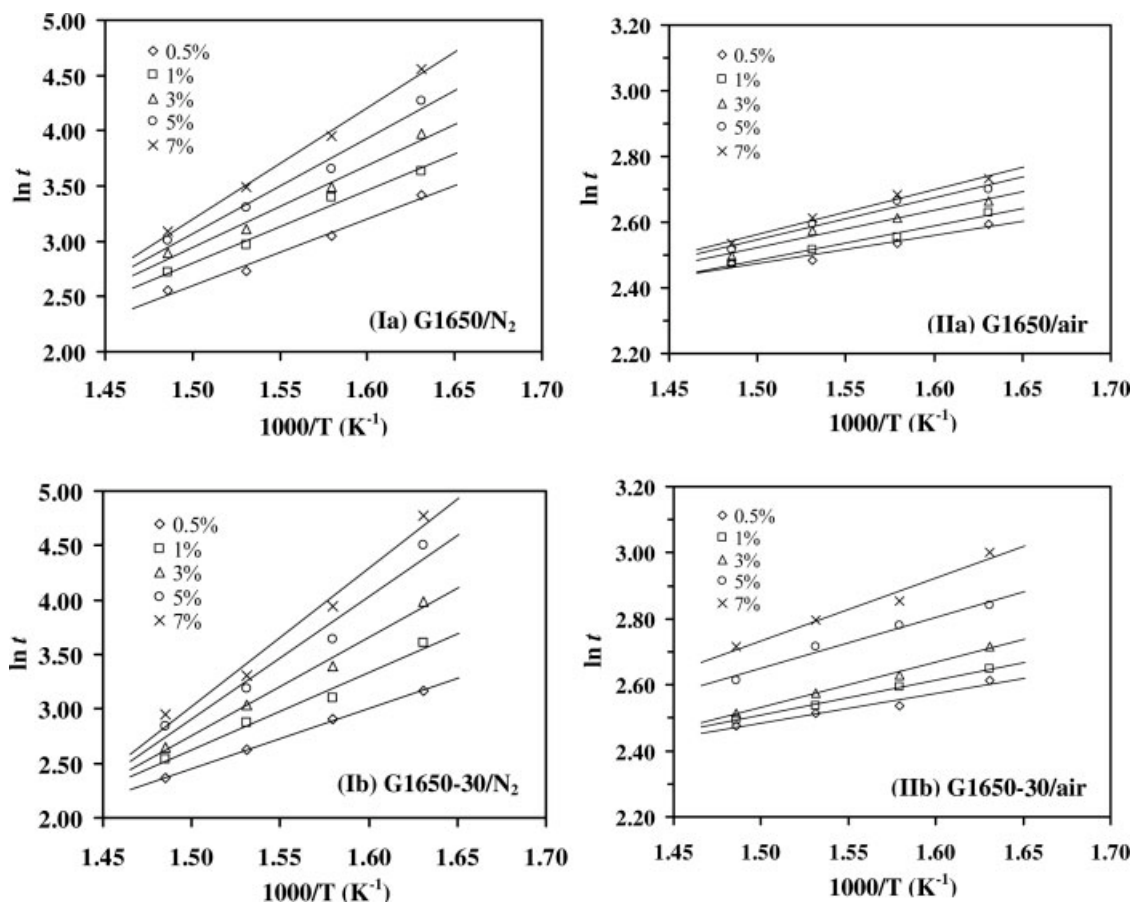 5.00
4.50
4.00
3.50
3.00
2.50
2.00
ln t
0.5%
1%
3%
5%
7%
(Ia) G1650/N₂
1.45 1.50 1.55 1.60 1.65 1.70
1000/T (K⁻¹)
3.20
3.00
2.80
2.60
2.40
2.20
ln t
0.5%
1%
3%
5%
7%
(IIa) G1650/air
1.45 1.50 1.55 1.60 1.65 1.70
1000/T (K⁻¹)
5.00
4.50
4.00
3.50
3.00
2.50
2.00
ln t
0.5%
1%
3%
5%
7%
(Ib) G1650-30/N₂
1.45 1.50 1.55 1.60 1.65 1.70
1000/T (K⁻¹)
3.20
3.00
2.80
2.60
2.40
2.20
ln t
0.5%
1%
3%
5%
7%
(IIb) G1650-30/air
1.45 1.50 1.55 1.60 1.65 1.70
1000/T (K⁻¹)